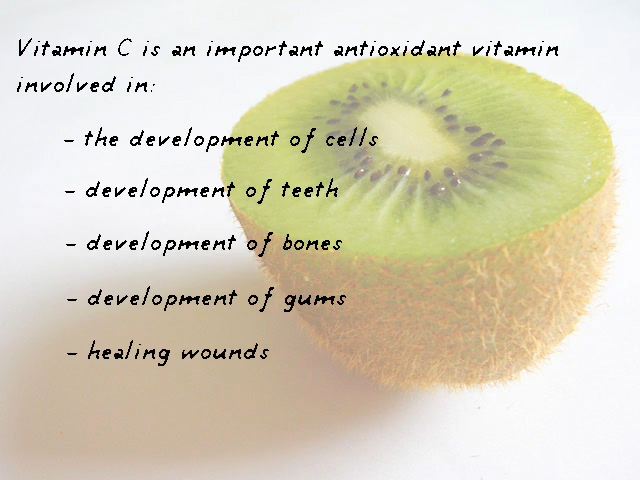 Vitamin C is an important antioxidant vitamin
involved in:
- the development of cells
- development of teeth
- development of bones
- development of gums
- healing wounds